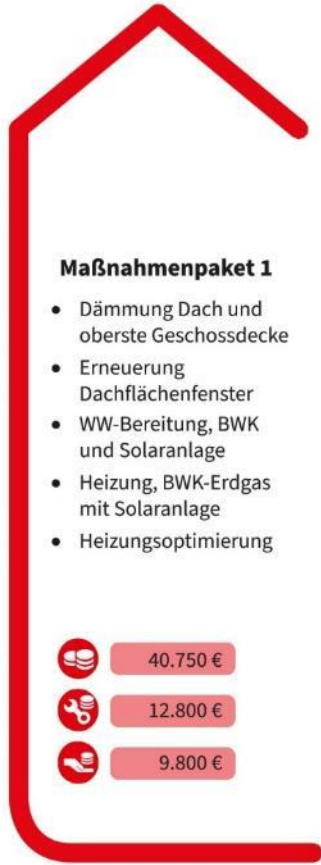 Maßnahmenpaket 1
• Dämmung Dach und
oberste Geschossdecke
• Erneuerung
Dachflächenfenster
• WW-Bereitung, BWK
und Solaranlage
• Heizung, BWK-Erdgas
mit Solaranlage
• Heizungsoptimierung
40.750 €
12.800 €
9.800 €